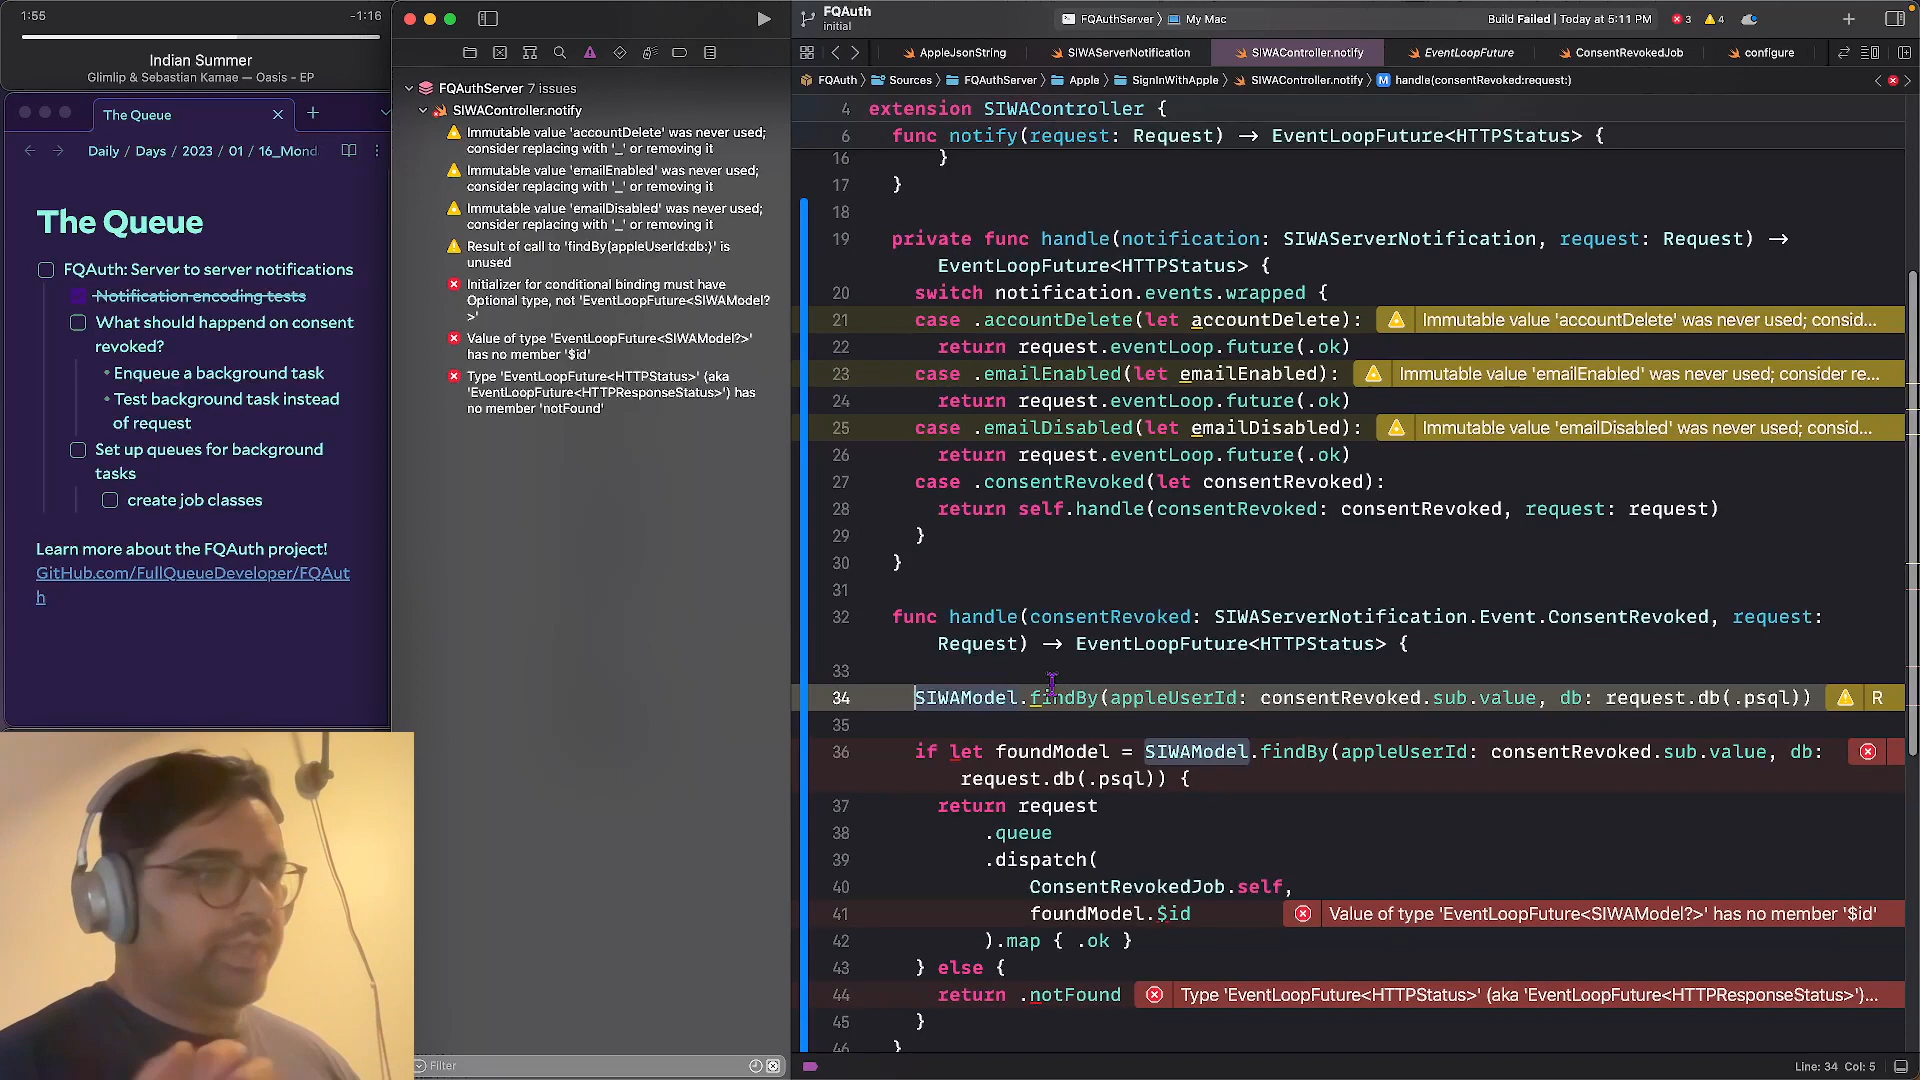 1:55
-1:16
Indian Summer
Glimlip & Sebastian Kamae — Oasis – EP
The Queue
Daily / Days / 2023 / 01 / 16_Mond
The Queue
FQAuth: Server to server notifications
Notification encoding tests
What should happend on consent
revoked?
Enqueue a background task
Test background task instead
of request
Set up queues for background
tasks
create job classes
Learn more about the FQAuth project!
GitHub.com/FullQueueDeveloper/FQAut
h
FQAuthServer 7 issues
SIWAController.notify
Immutable value 'accountDelete' was never used;
consider replacing with '_' or removing it
Immutable value 'emailEnabled' was never used;
consider replacing with '_' or removing it
Immutable value 'emailDisabled' was never used;
consider replacing with '_' or removing it
Result of call to 'findBy(appleUserId:db:)' is
unused
Initializer for conditional binding must have
Optional type, not 'EventLoopFuture<SIWAModel?
>'
Value of type 'EventLoopFuture<SIWAModel?>'
has no member '$id'
Type 'EventLoopFuture<HTTPStatus>' (aka
'EventLoopFuture<HTTPResponseStatus>') has
no member 'notFound'
Filter
FQAuth
initial
FQAuthServer 〉 My Mac
Build Failed | Today at 5:11 PM
3
4
AppleJsonString
SIWAServerNotification
SIWAController.notify
EventLoopFuture
ConsentRevokedJob
configure
FQAuth 〉 Sources 〉 FQAuthServer 〉 Apple 〉 SignInWithApple 〉 SIWAController.notify 〉 M handle(consentRevoked:request:)
4 extension SIWAController {
6 func notify(request: Request) -> EventLoopFuture<HTTPStatus> {
16 }
17 }
18
19 private func handle(notification: SIWAServerNotification, request: Request) ->
EventLoopFuture<HTTPStatus> {
20 switch notification.events.wrapped {
21 case .accountDelete(let accountDelete): Immutable value 'accountDelete' was never used; consid...
22 return request.eventLoop.future(.ok)
23 case .emailEnabled(let emailEnabled): Immutable value 'emailEnabled' was never used; consider re...
24 return request.eventLoop.future(.ok)
25 case .emailDisabled(let emailDisabled): Immutable value 'emailDisabled' was never used; consid...
26 return request.eventLoop.future(.ok)
27 case .consentRevoked(let consentRevoked):
28 return self.handle(consentRevoked: consentRevoked, request: request)
29 }
30 }
31
32 func handle(consentRevoked: SIWAServerNotification.Event.ConsentRevoked, request:
Request) -> EventLoopFuture<HTTPStatus> {
33
34 SIWAModel.findBy(appleUserId: consentRevoked.sub.value, db: request.db(.psql)) R
35
36 if let foundModel = SIWAModel.findBy(appleUserId: consentRevoked.sub.value, db:
request.db(.psql)) {
37 return request
38 .queue
39 .dispatch(
40 ConsentRevokedJob.self,
41 foundModel.$id Value of type 'EventLoopFuture<SIWAModel?>' has no member '$id'
42 ).map { .ok }
43 } else {
44 return .notFound Type 'EventLoopFuture<HTTPStatus>' (aka 'EventLoopFuture<HTTPResponseStatus>')...
45 }
46 }
Line: 34 Col: 5